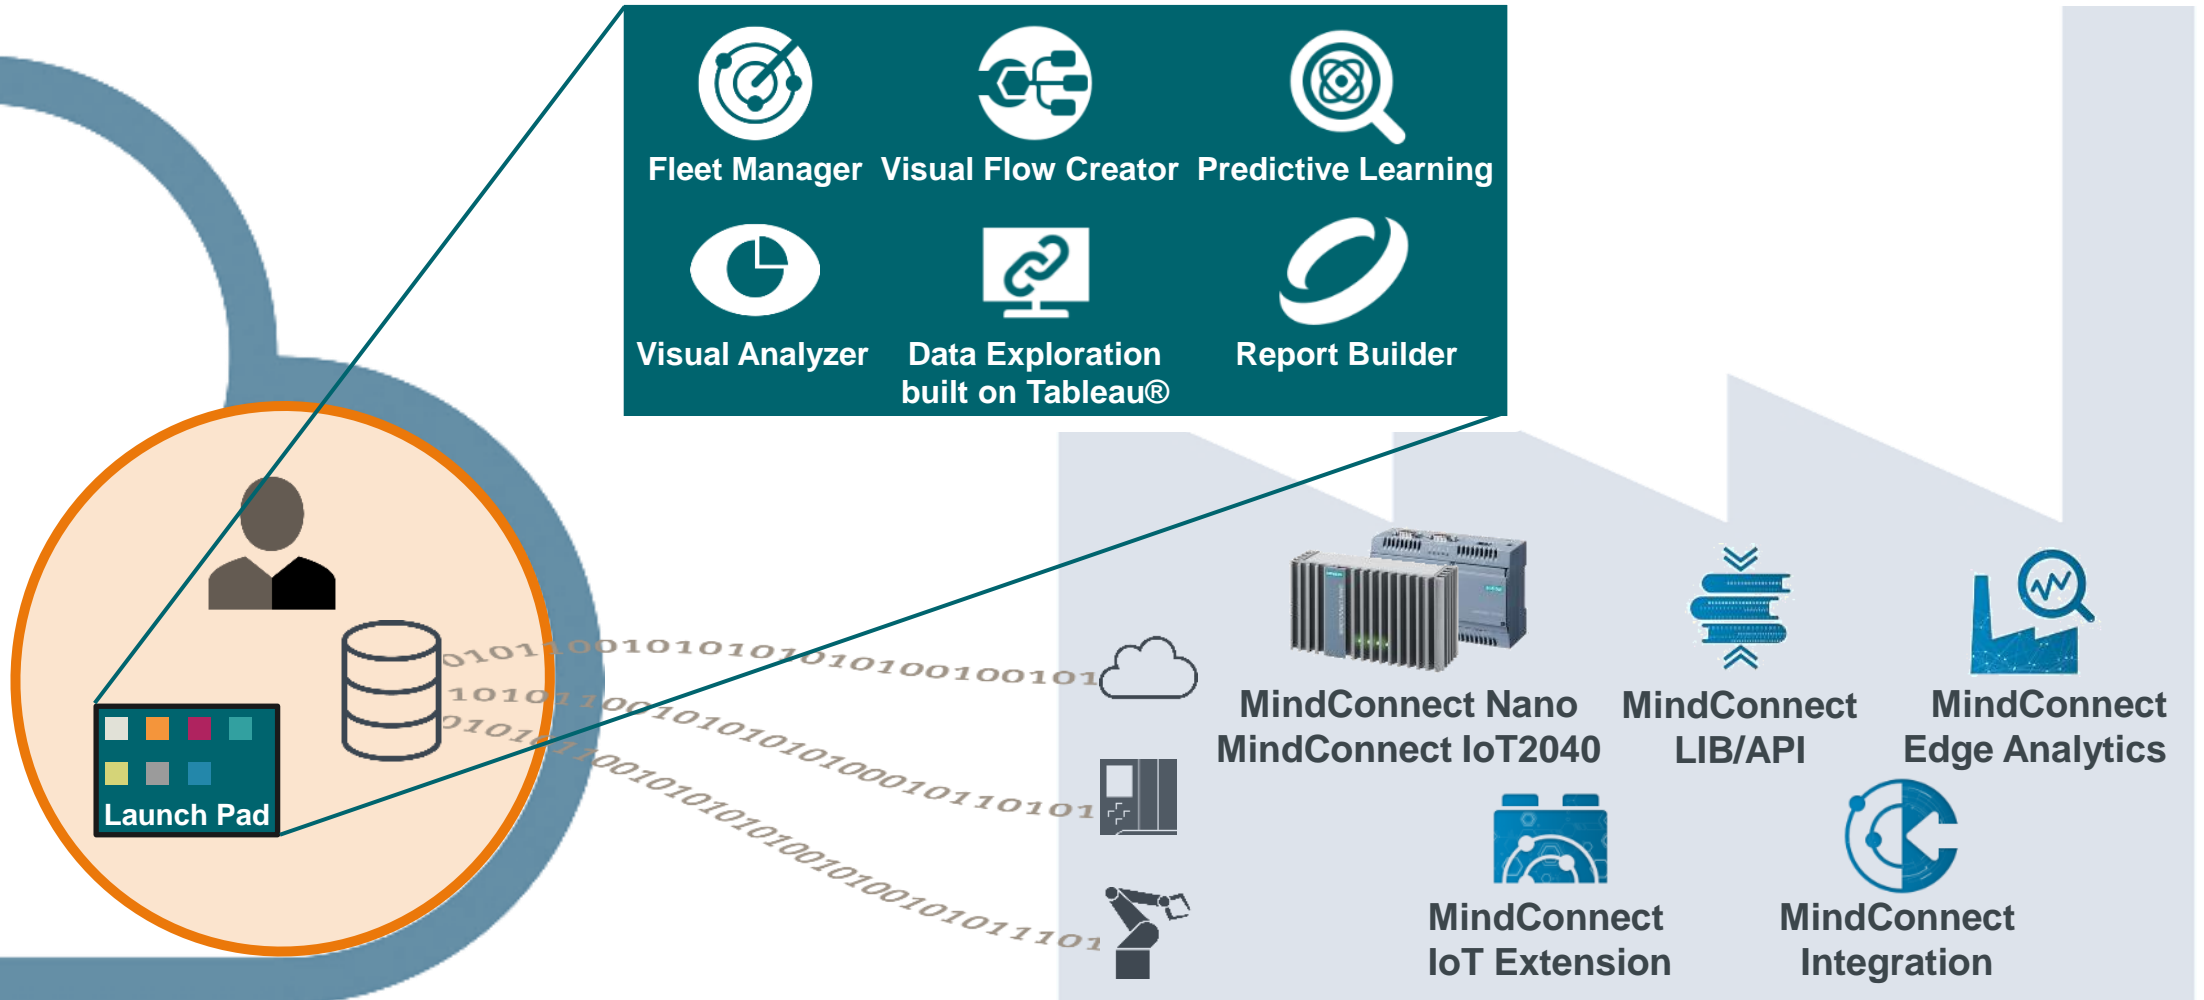 Fleet Manager
Visual Flow Creator
Predictive Learning
Visual Analyzer
Data Exploration
built on Tableau®
Report Builder
Launch Pad
MindConnect Nano
MindConnect IoT2040
MindConnect
LIB/API
MindConnect
Edge Analytics
MindConnect
IoT Extension
MindConnect
Integration